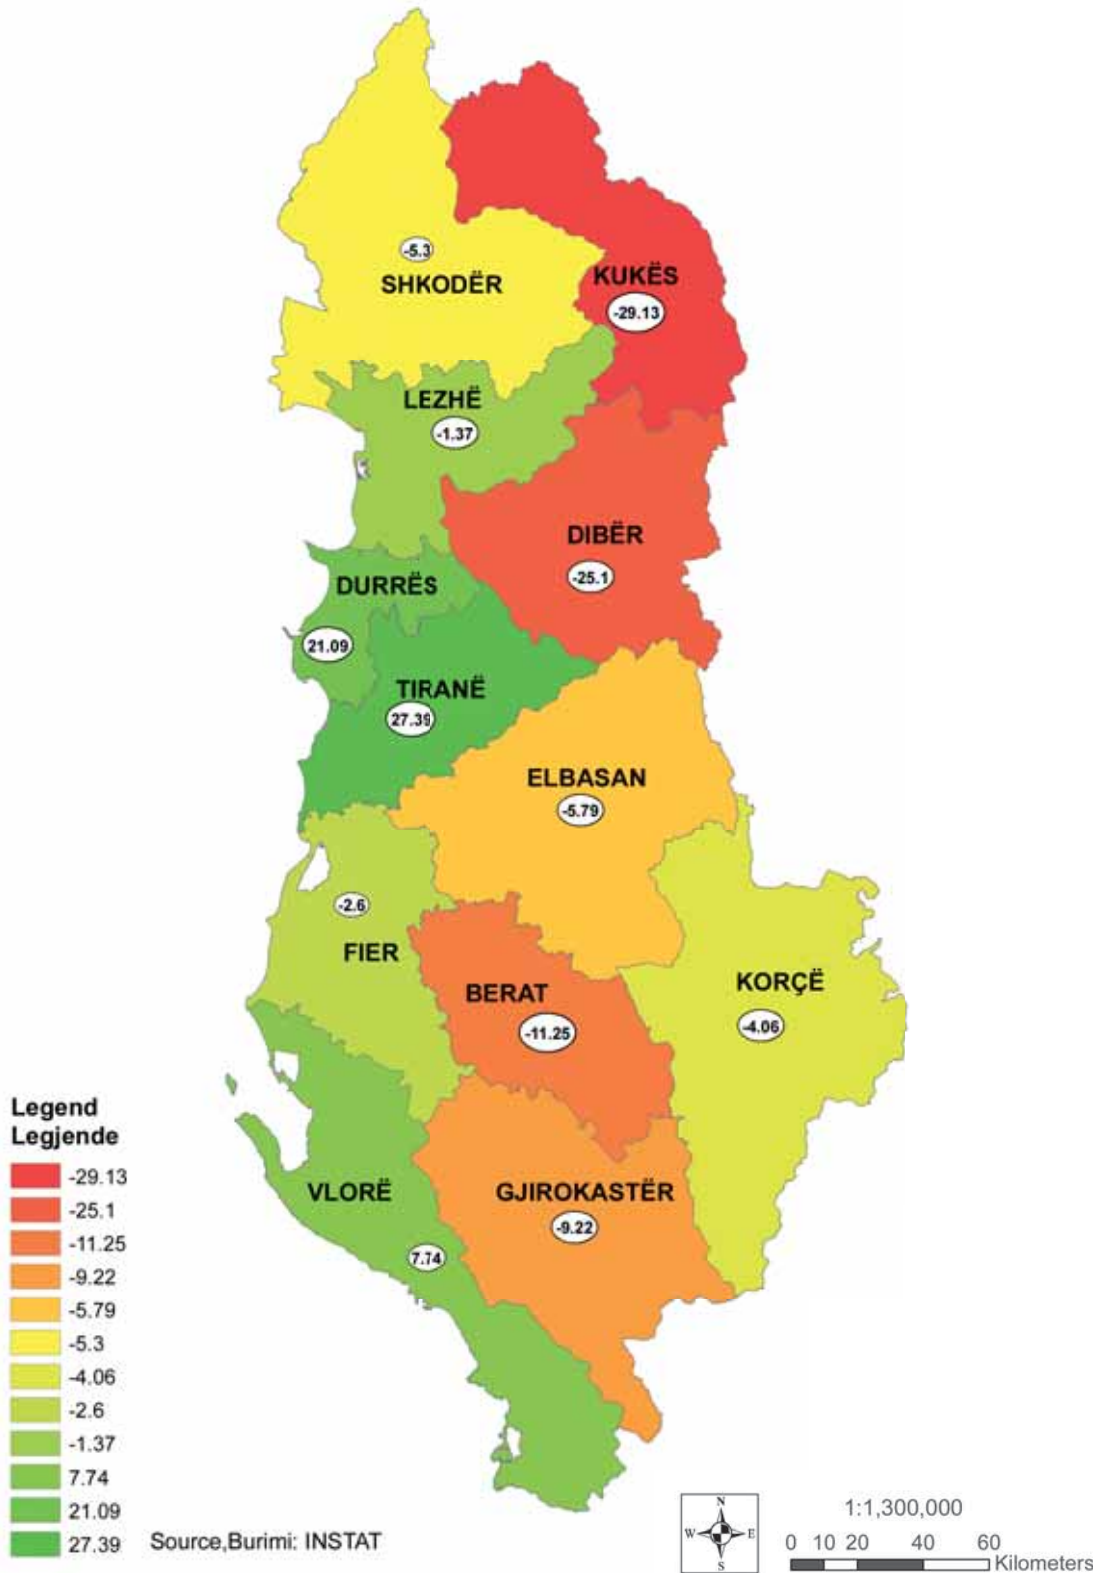 -5.3
SHKODËR
KUKËS
-29.13
LEZHË
-1.37
DIBËR
-25.1
DURRËS
21.09
TIRANË
27.39
ELBASAN
-5.79
-2.6
FIER
BERAT
-11.25
KORÇË
-4.06
VLORË
7.74
GJIROKASTËR
-9.22
Legend
Legjende
-29.13
-25.1
-11.25
-9.22
-5.79
-5.3
-4.06
-2.6
-1.37
7.74
21.09
27.39
Source,Burimi: INSTAT
N
W E
S
1:1,300,000
0 10 20 40 60
Kilometers